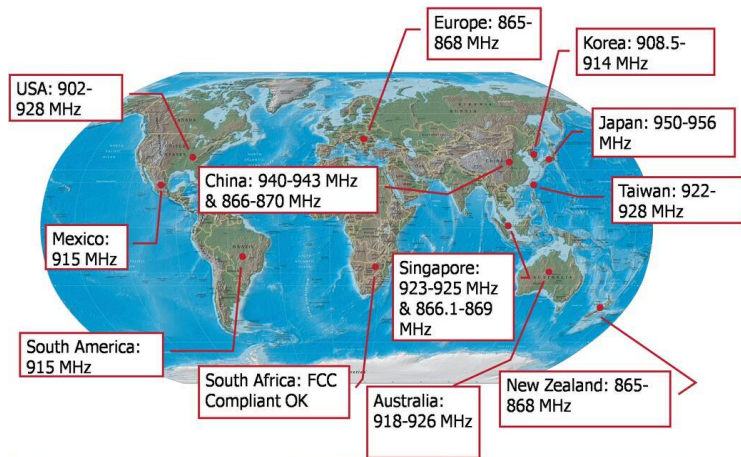 Europe: 865-
868 MHz
Korea: 908.5-
914 MHz
USA: 902-
928 MHz
Japan: 950-956
MHz
China: 940-943 MHz
& 866-870 MHz
Taiwan: 922-
928 MHz
Mexico:
915 MHz
Singapore:
923-925 MHz
& 866.1-869
MHz
South America:
915 MHz
South Africa: FCC
Compliant OK
Australia:
918-926 MHz
New Zealand: 865-
868 MHz